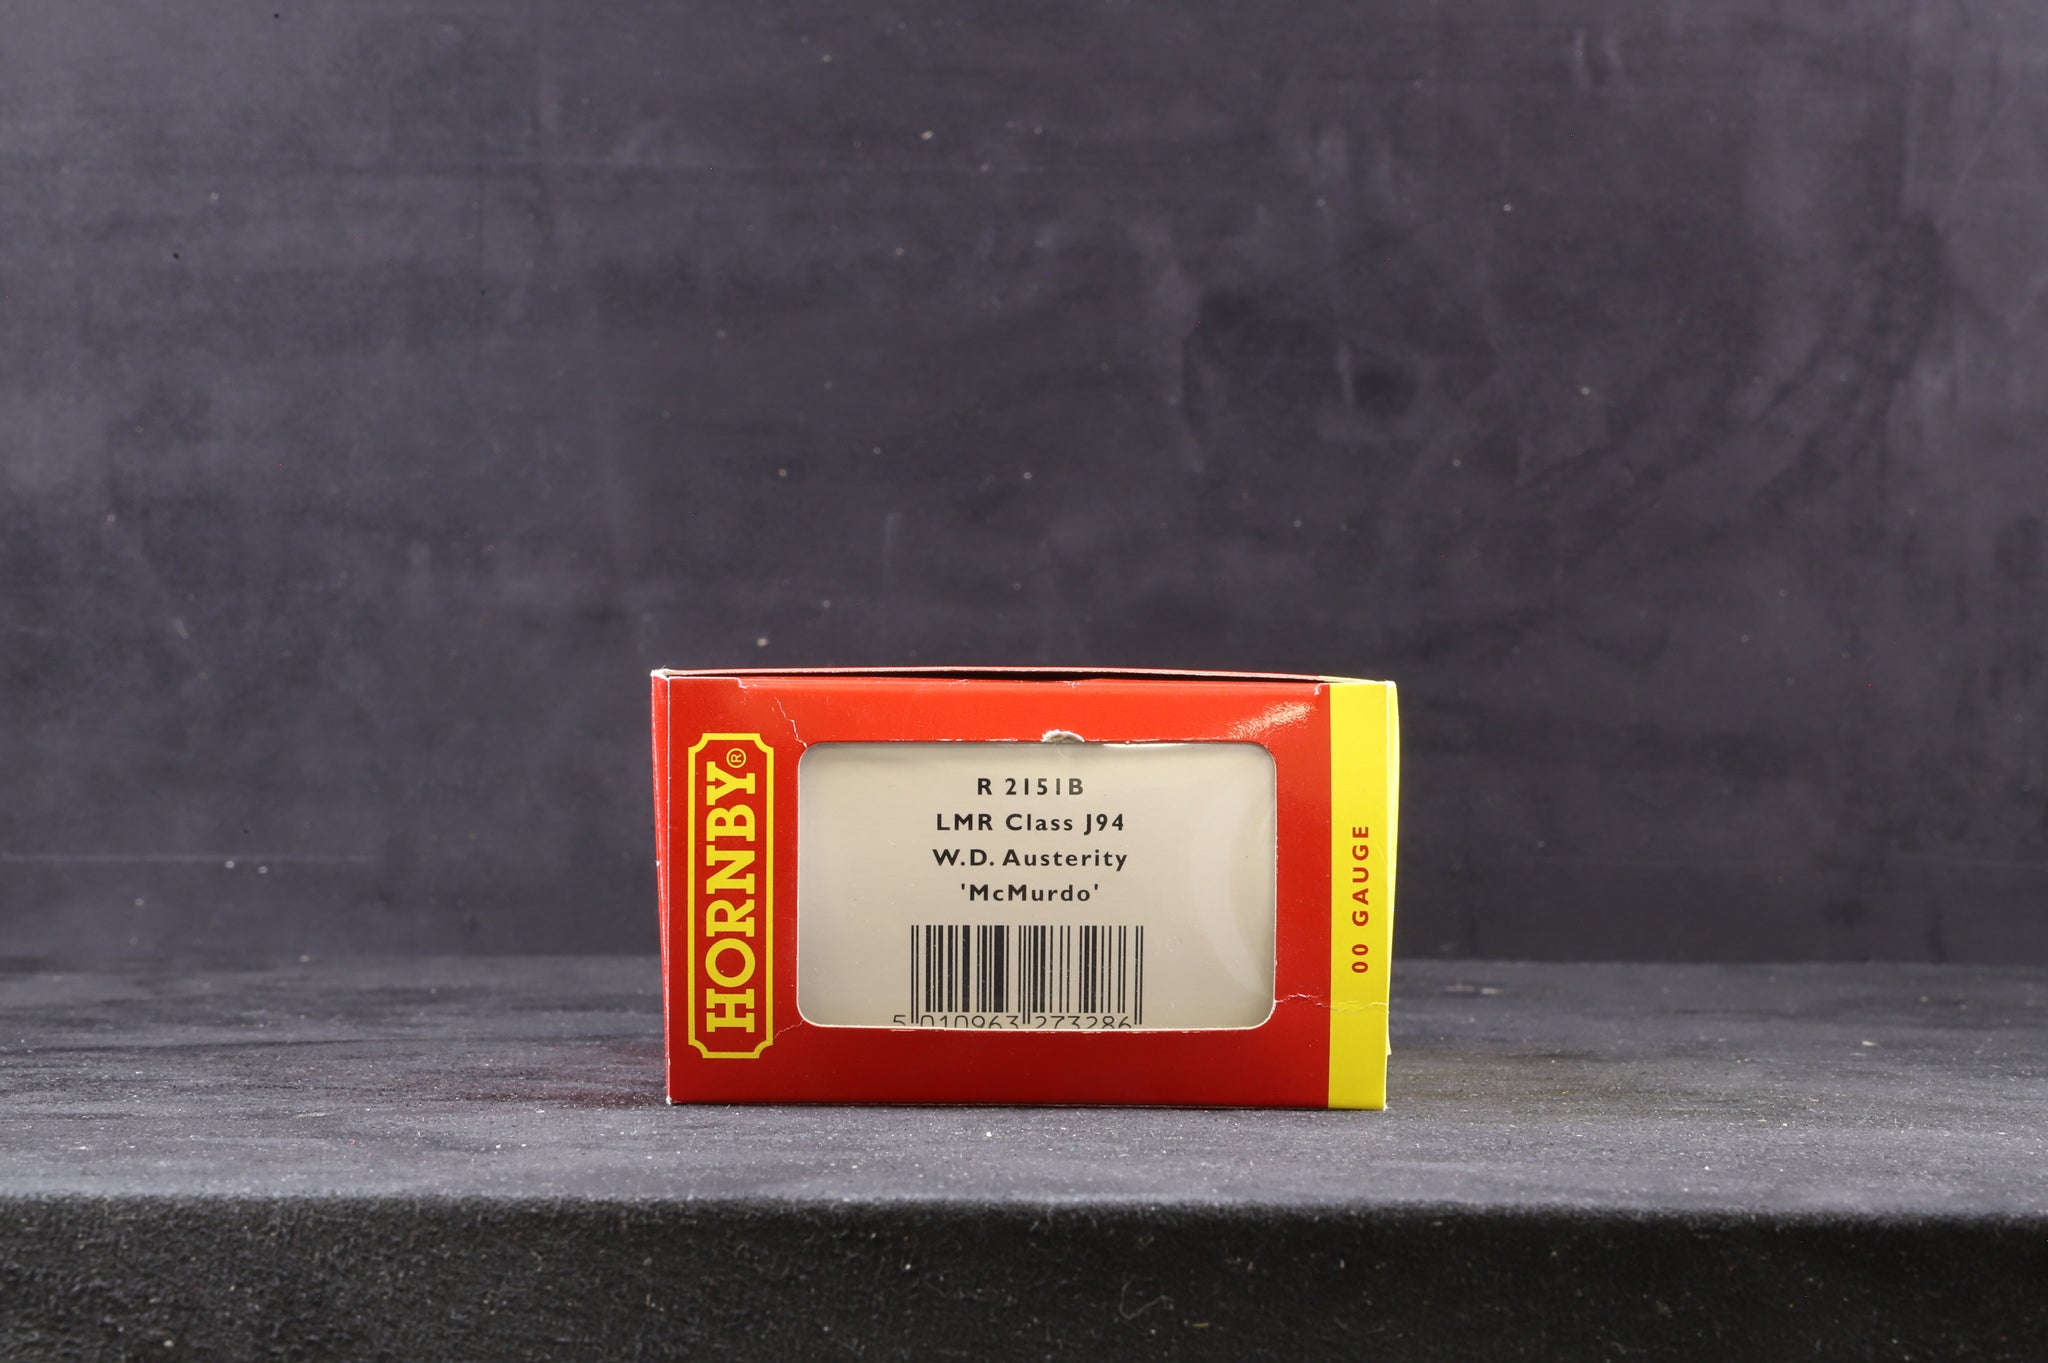 HORNBY®
R 2151B
LMR Class J94
W.D. Austerity
'McMurdo'
5 010963 273286
00 GAUGE